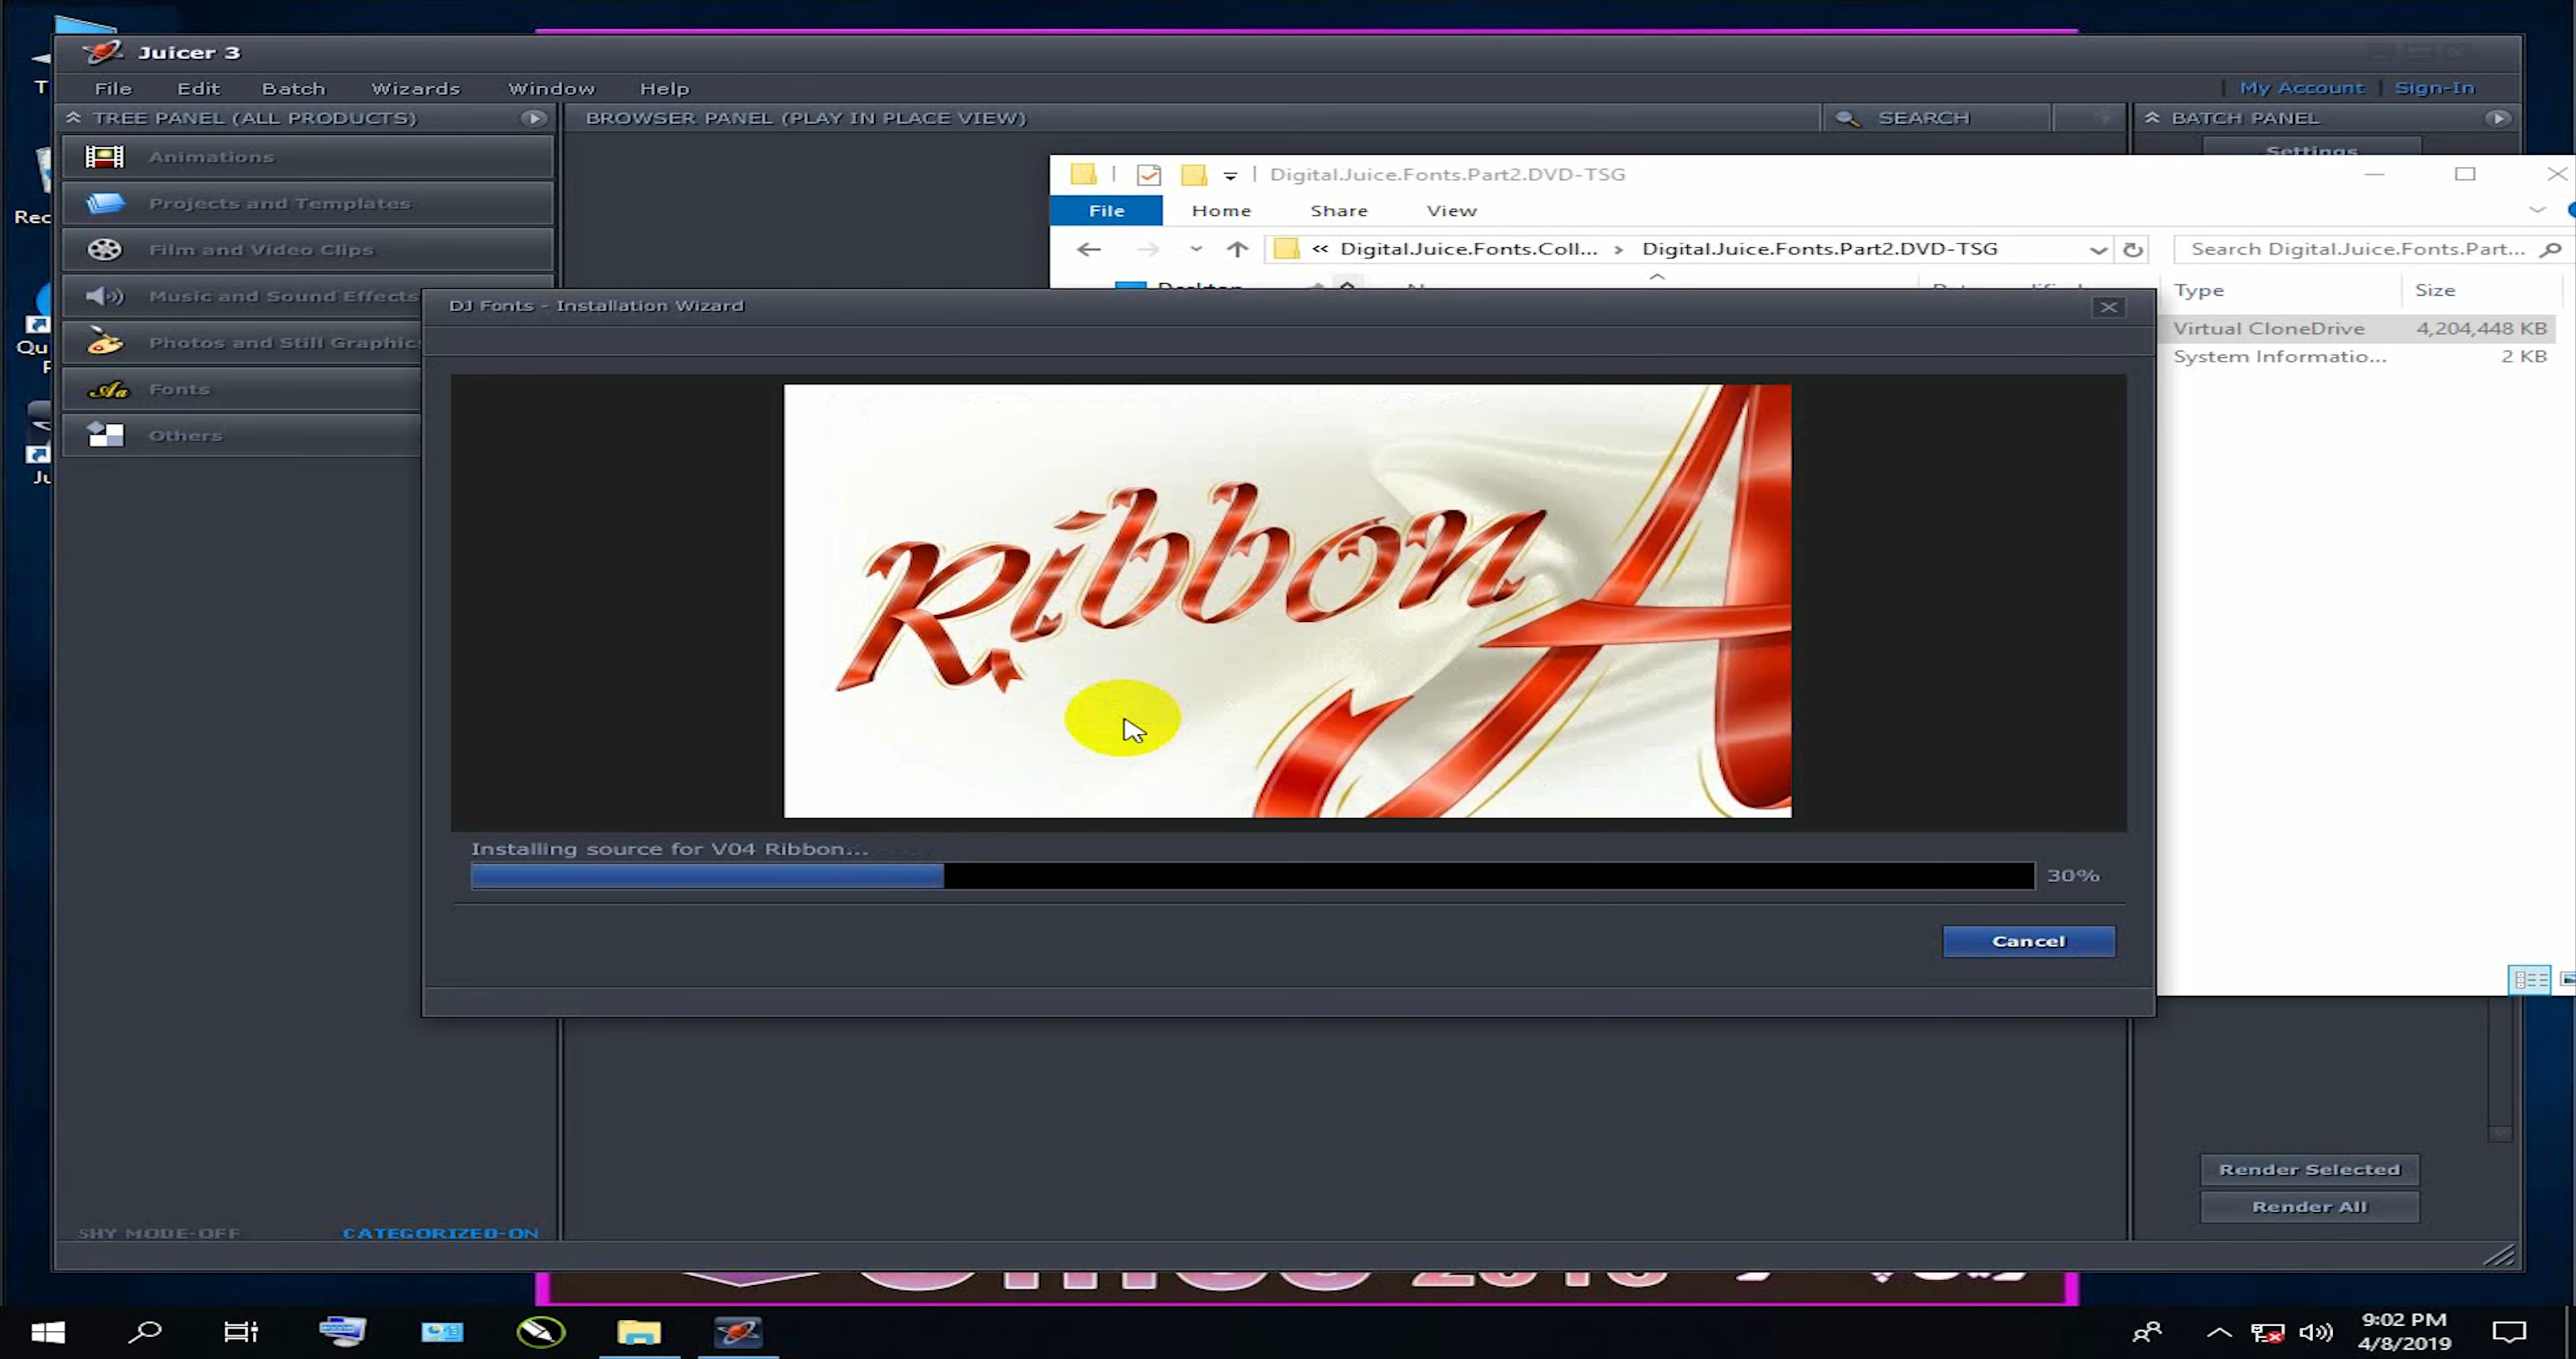 Juicer 3
File Edit Batch Wizards Window Help
My Account Sign-In
TREE PANEL (ALL PRODUCTS)
BROWSER PANEL (PLAY IN PLACE VIEW)
SEARCH
BATCH PANEL
Animations
Projects and Templates
Film and Video Clips
Music and Sound Effects
Photos and Still Graphic
Fonts
Others
Settings
Digital.Juice.Fonts.Part2.DVD-TSG
File Home Share View
« Digital.Juice.Fonts.Coll... › Digital.Juice.Fonts.Part2.DVD-TSG
Search Digital.Juice.Fonts.Part...
Type Size
Virtual CloneDrive 4,204,448 KB
System Informatio... 2 KB
DJ Fonts - Installation Wizard
Ribbon A
Installing source for V04 Ribbon...
30%
Cancel
Render Selected
Render All
SHY MODE-OFF CATEGORIZED-ON
9:02 PM
4/8/2019